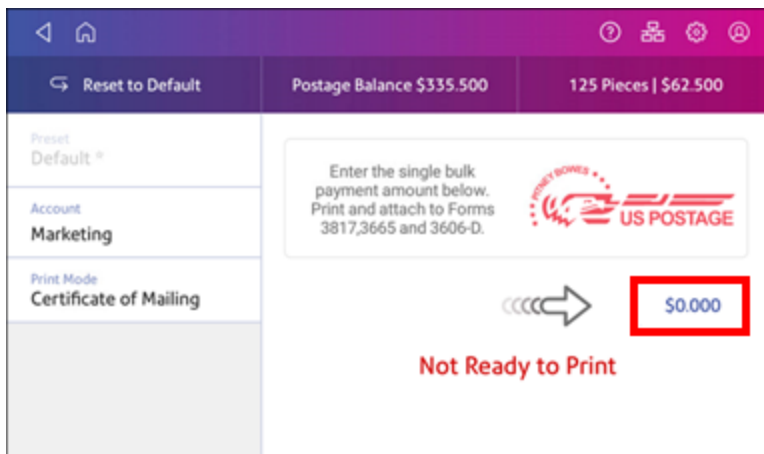 Reset to Default
Postage Balance $335.500
125 Pieces | $62.500
Preset
Default *
Account
Marketing
Print Mode
Certificate of Mailing
Enter the single bulk
payment amount below.
Print and attach to Forms
3817,3665 and 3606-D.
PITNEY BOWES
US POSTAGE
$0.000
Not Ready to Print